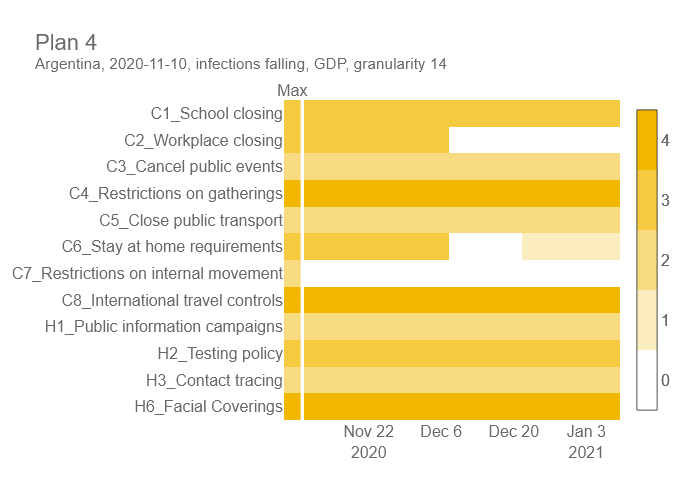 Plan 4
Argentina, 2020-11-10, infections falling, GDP, granularity 14
Max
C1_School closing
C2_Workplace closing
C3_Cancel public events
C4_Restrictions on gatherings
C5_Close public transport
C6_Stay at home requirements
C7_Restrictions on internal movement
C8_International travel controls
H1_Public information campaigns
H2_Testing policy
H3_Contact tracing
H6_Facial Coverings
4
3
2
1
0
Nov 22 Dec 6 Dec 20 Jan 3
2020 2021